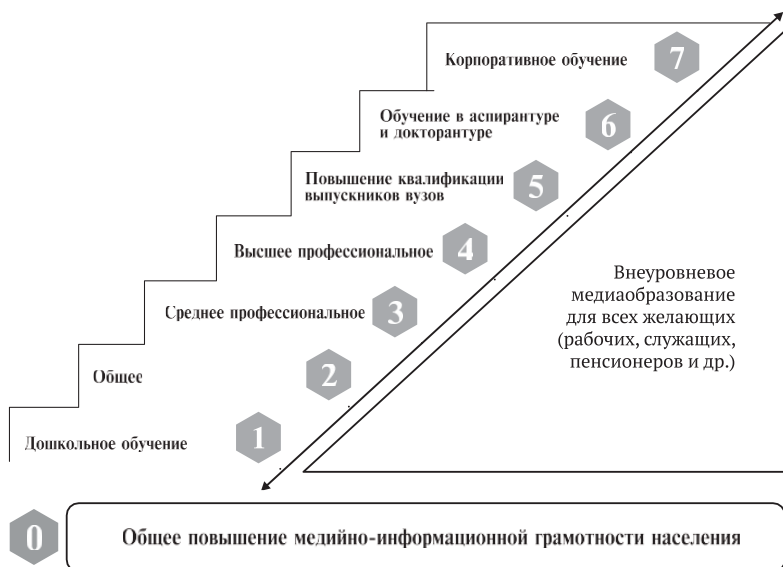 Корпоративное обучение 7
Обучение в аспирантуре
и докторантуре 6
Повышение квалификации
выпускников вузов 5
Высшее профессиональное 4
Среднее профессиональное 3
Общее 2
Дошкольное обучение 1
Внеуровневое
медиаобразование
для всех желающих
(рабочих, служащих,
пенсионеров и др.)
0 Общее повышение медийно-информационной грамотности населения